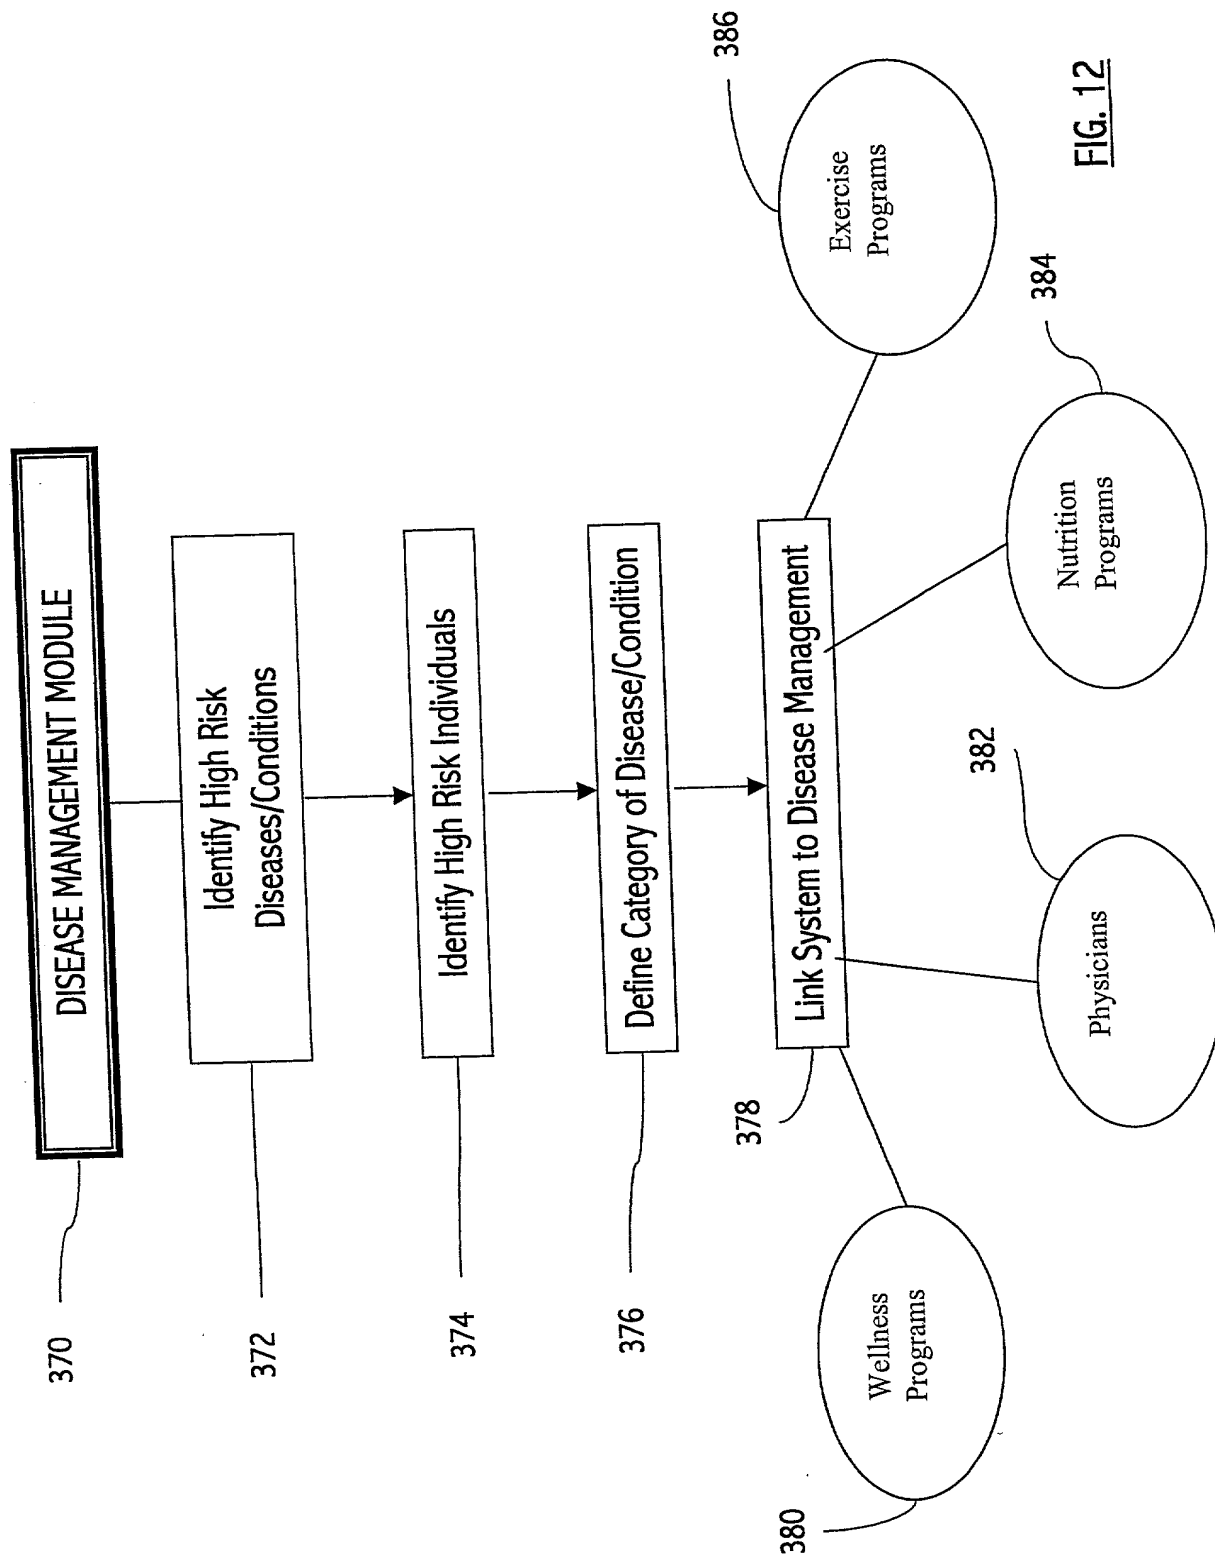 DISEASE MANAGEMENT MODULE
370
Identify High Risk
Diseases/Conditions
372
Identify High Risk Individuals
374
Define Category of Disease/Condition
376
Link System to Disease Management
378
Wellness
Programs
380
Physicians
382
Nutrition
Programs
384
Exercise
Programs
386
FIG. 12